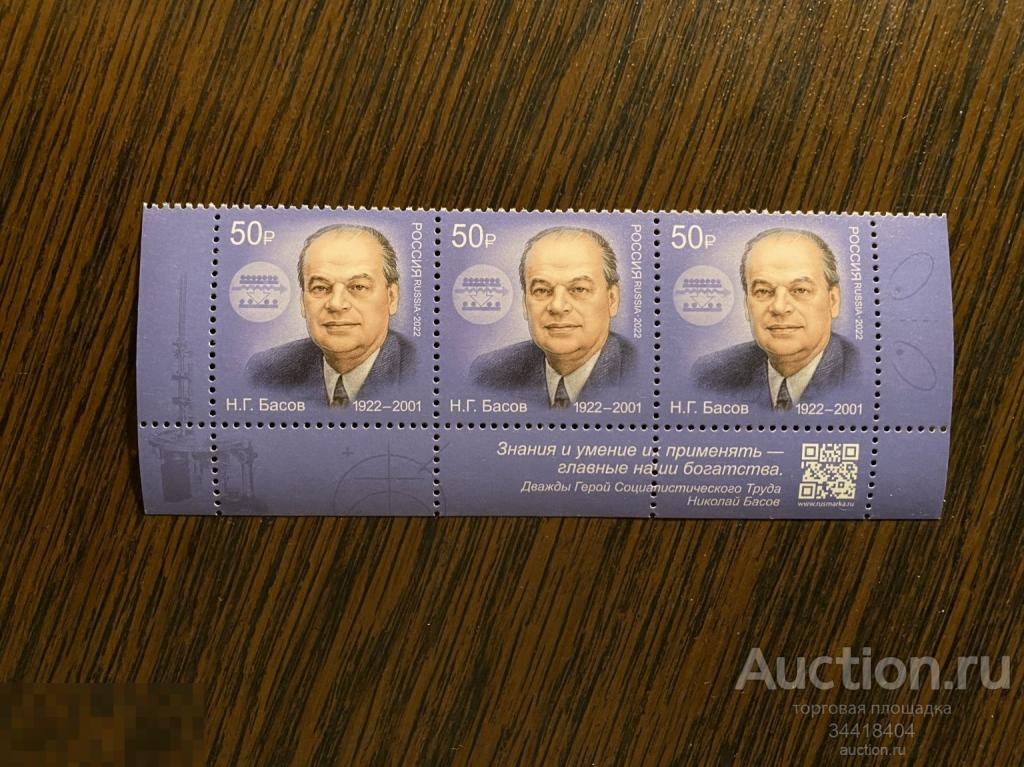 50₽
РОССИЯ RUSSIA·2022
Н.Г. Басов
1922–2001
50₽
РОССИЯ RUSSIA·2022
Н.Г. Басов
1922–2001
50₽
РОССИЯ RUSSIA·2022
Н.Г. Басов
1922–2001
Знания и умение их применять —
главные наши богатства.
Дважды Герой Социалистического Труда
Николай Басов
www.rusmarka.ru
Auction.ru
торговая площадка
34418404
auction.ru